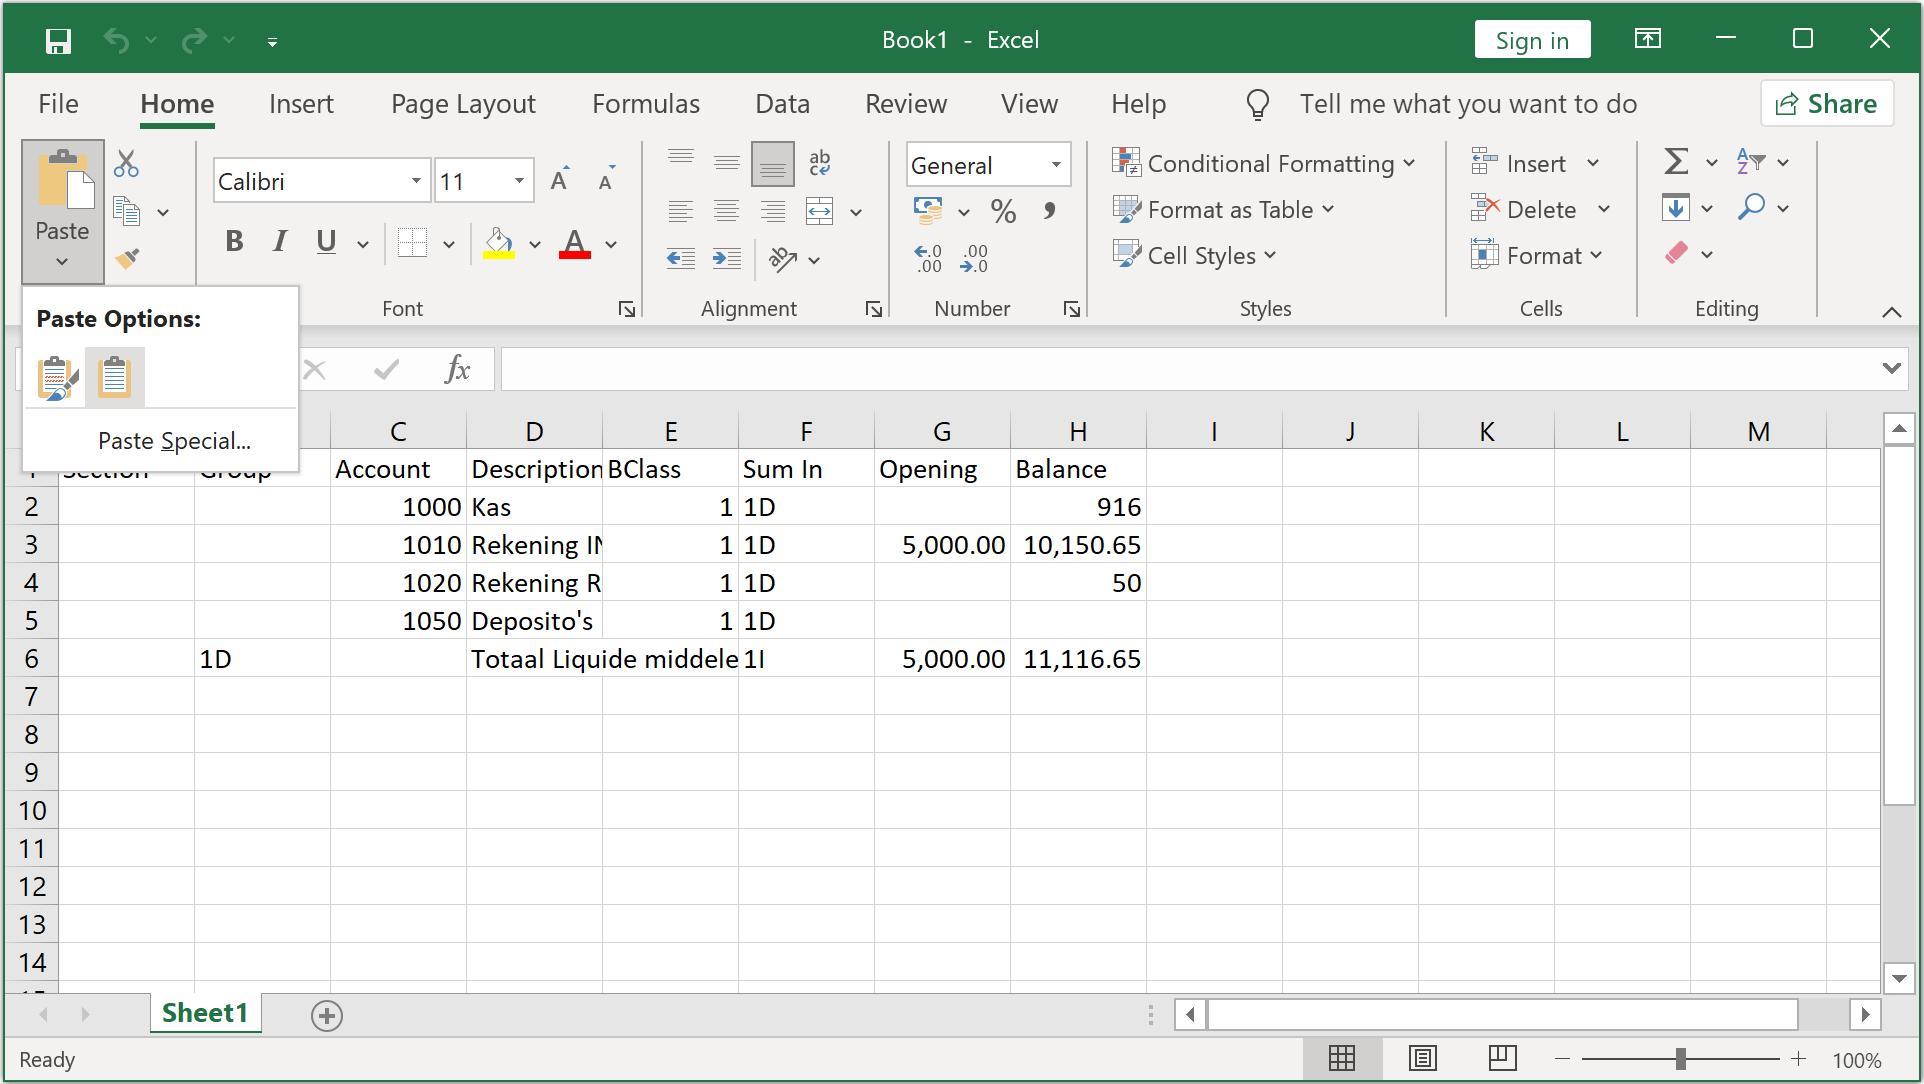 Book1 - Excel
Sign in
File Home Insert Page Layout Formulas Data Review View Help Tell me what you want to do Share
Paste
Calibri 11
General
Conditional Formatting
Format as Table
Cell Styles
Insert
Delete
Format
Font Alignment Number Styles Cells Editing
Paste Options:
Paste Special...
C D E F G H I J K L M
1 Section Group Account Description BClass Sum In Opening Balance
2 1000 Kas 1 1D 916
3 1010 Rekening IN 1 1D 5,000.00 10,150.65
4 1020 Rekening R 1 1D 50
5 1050 Deposito's 1 1D
6 1D Totaal Liquide middele 1I 5,000.00 11,116.65
7
8
9
10
11
12
13
14
15
Sheet1
Ready 100%